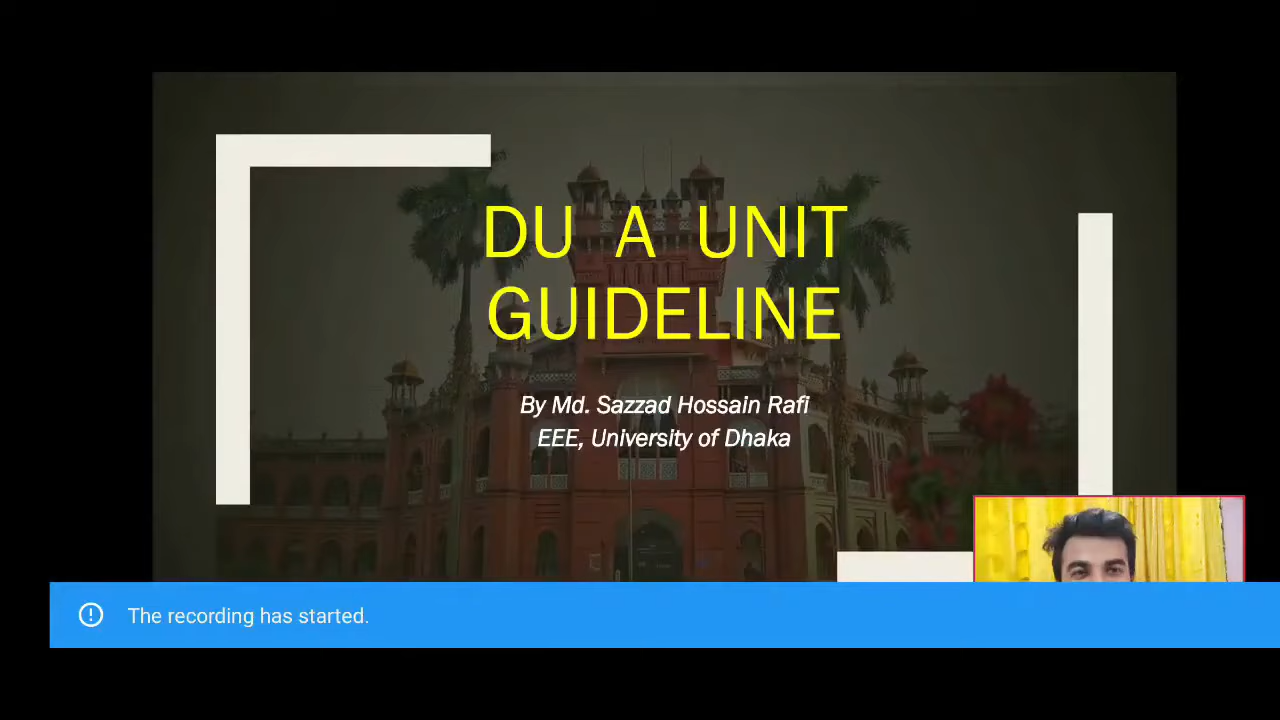 DU A UNIT
GUIDELINE
By Md. Sazzad Hossain Rafi
EEE, University of Dhaka
The recording has started.